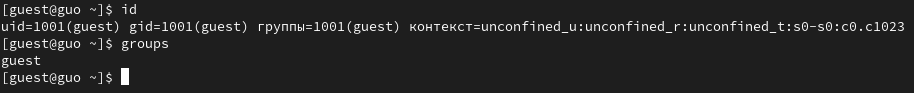 [guest@guo ~]$ id
uid=1001(guest) gid=1001(guest) группы=1001(guest) контекст=unconfined_u:unconfined_r:unconfined_t:s0-s0:c0.c1023
[guest@guo ~]$ groups
guest
[guest@guo ~]$